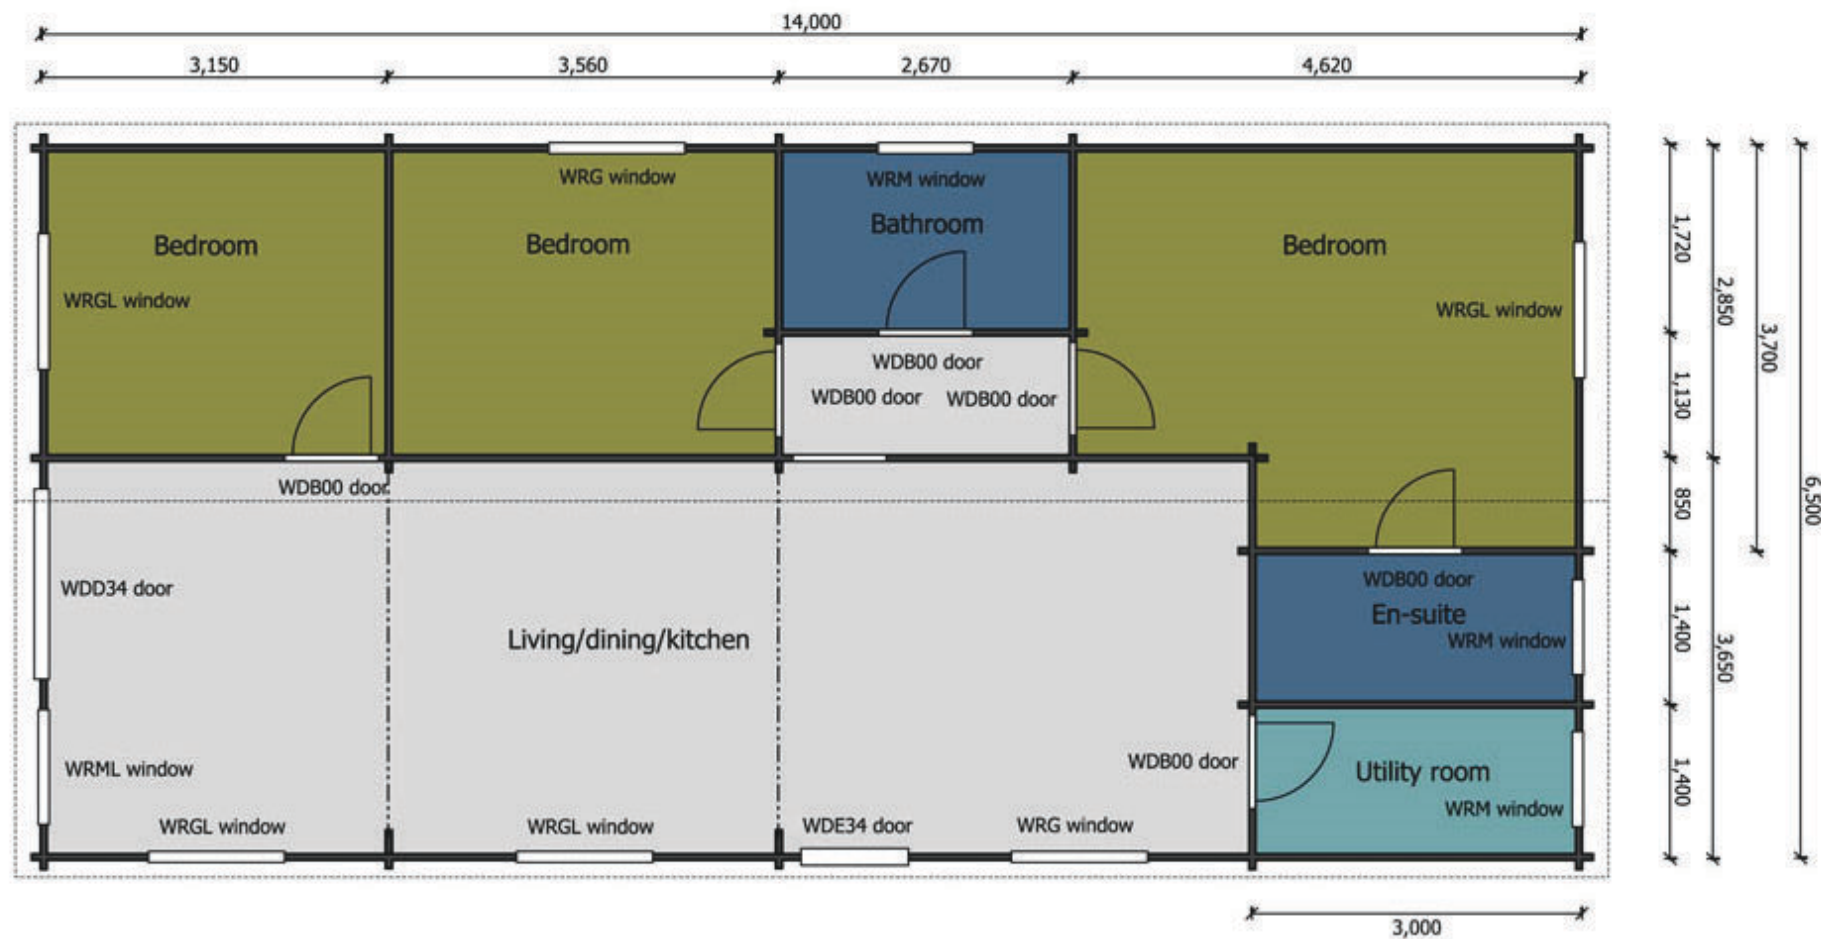 14,000
3,150
3,560
2,670
4,620
WRG window
WRM window
Bathroom
Bedroom
Bedroom
Bedroom
WRGL window
WRGL window
1,720
2,850
3,700
6,500
WDB00 door
WDB00 door
WDB00 door
1,130
WDB00 door
850
WDD34 door
WDB00 door
En-suite
WRM window
Living/dining/kitchen
1,400
3,650
WRML window
WDB00 door
Utility room
WRM window
1,400
WRGL window
WRGL window
WDE34 door
WRG window
3,000